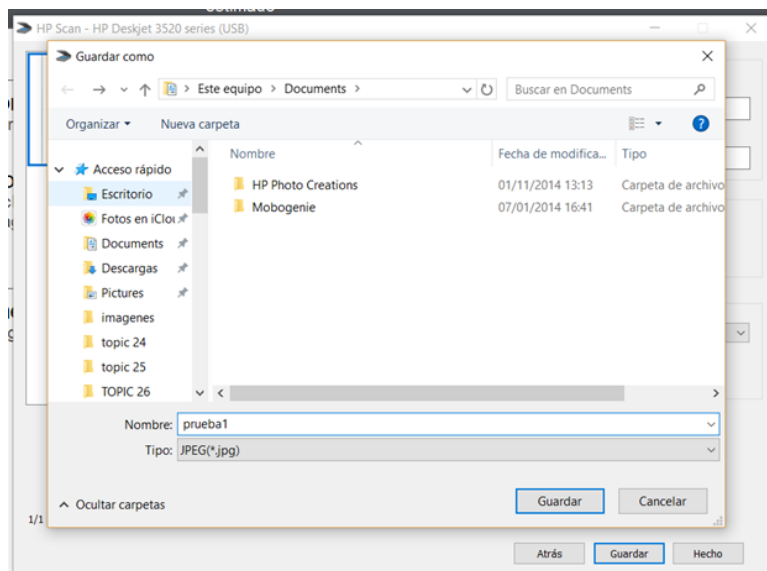 estimado
HP Scan - HP Deskjet 3520 series (USB)
Guardar como
Este equipo > Documents >
Buscar en Documents
Organizar
Nueva carpeta
?
Nombre
Fecha de modifica...
Tipo
Acceso rápido
Escritorio
Fotos en iClou
Documents
Descargas
Pictures
imagenes
topic 24
topic 25
TOPIC 26
HP Photo Creations 01/11/2014 13:13 Carpeta de archivo
Mobogenie 07/01/2014 16:41 Carpeta de archivo
Nombre: prueba1
Tipo: JPEG(*.jpg)
Ocultar carpetas
Guardar
Cancelar
1/1
Atrás
Guardar
Hecho